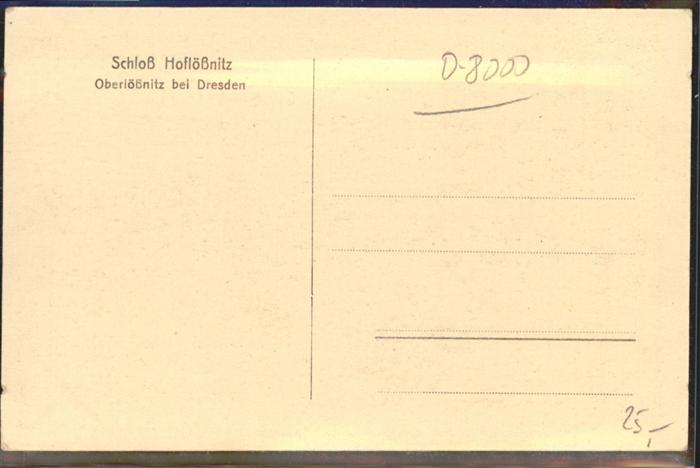 Schloß Hoflößnitz
Oberlößnitz bei Dresden
D-8000
25,-